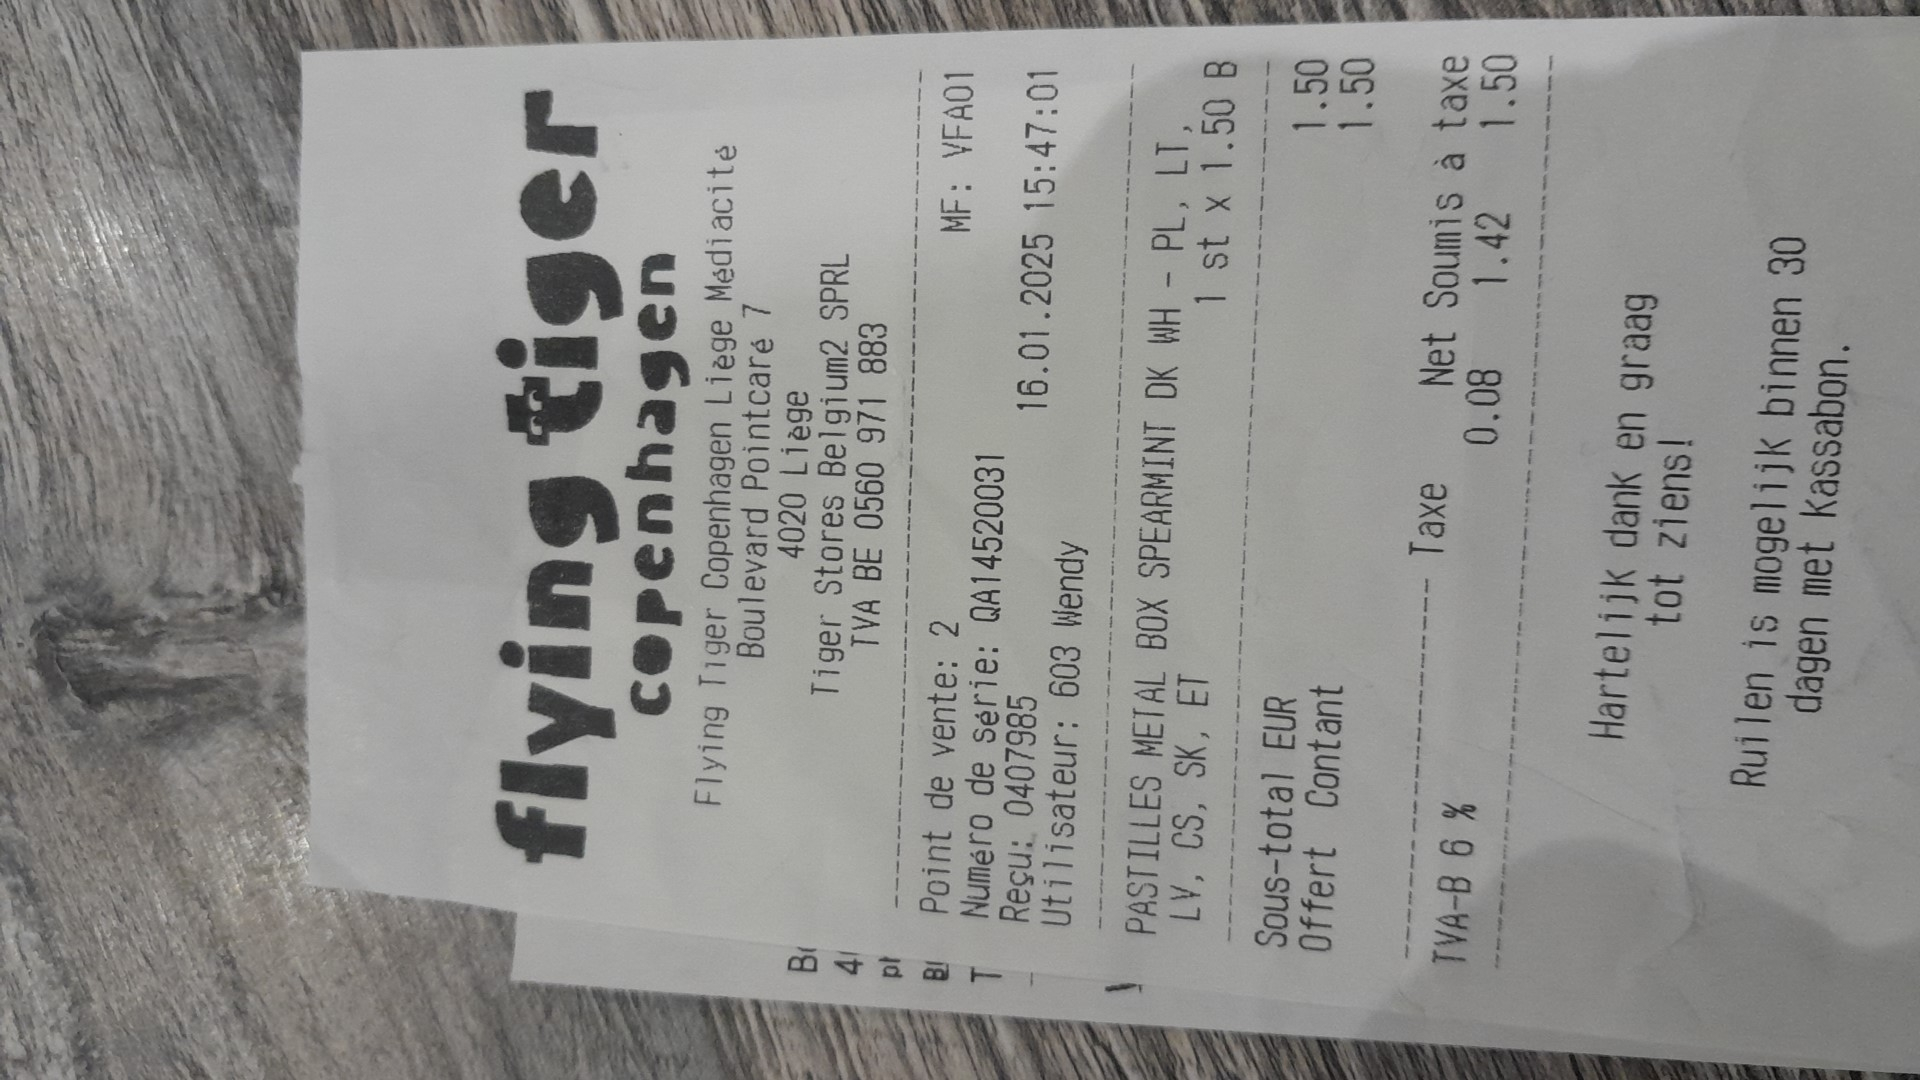 flying tiger
copenhagen
Flying Tiger Copenhagen Liège Médiacité
Boulevard Pointcaré 7
4020 Liège
Tiger Stores Belgium2 SPRL
TVA BE 0560 971 883
Point de vente: 2 MF: VFA01
Numéro de série: QA14520031
Reçu: 0407985 16.01.2025 15:47:01
Utilisateur: 603 Wendy
PASTILLES METAL BOX SPEARMINT DK WH - PL, LT,
LV, CS, SK, ET 1 st x 1.50 B
Sous-total EUR 1.50
Offert Contant 1.50
Taxe Net Soumis à taxe
TVA-B 6 % 0.08 1.42 1.50
Hartelijk dank en graag
tot ziens!
Ruilen is mogelijk binnen 30
dagen met kassabon.